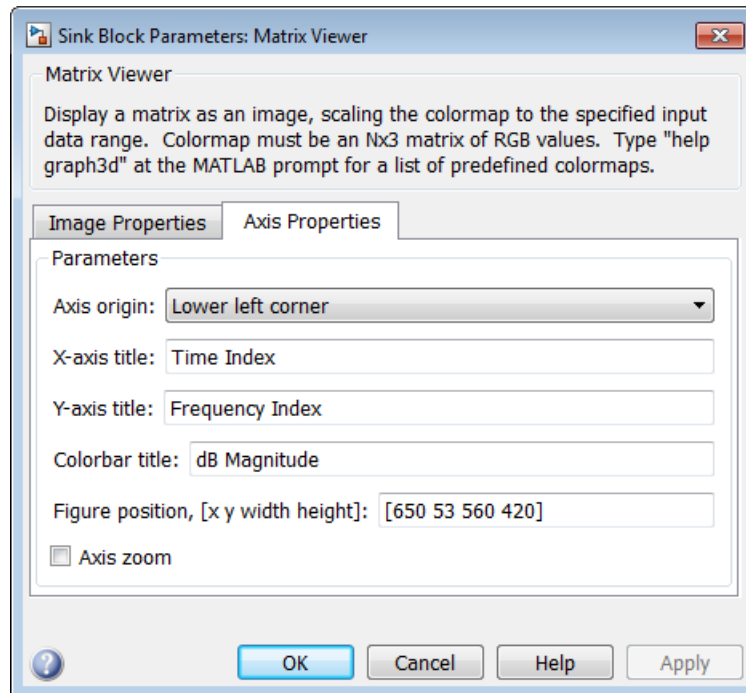 Sink Block Parameters: Matrix Viewer
Matrix Viewer
Display a matrix as an image, scaling the colormap to the specified input
data range.  Colormap must be an Nx3 matrix of RGB values.  Type "help
graph3d" at the MATLAB prompt for a list of predefined colormaps.
Image Properties Axis Properties
Parameters
Axis origin: Lower left corner
X-axis title: Time Index
Y-axis title: Frequency Index
Colorbar title: dB Magnitude
Figure position, [x y width height]: [650 53 560 420]
Axis zoom
? OK Cancel Help Apply